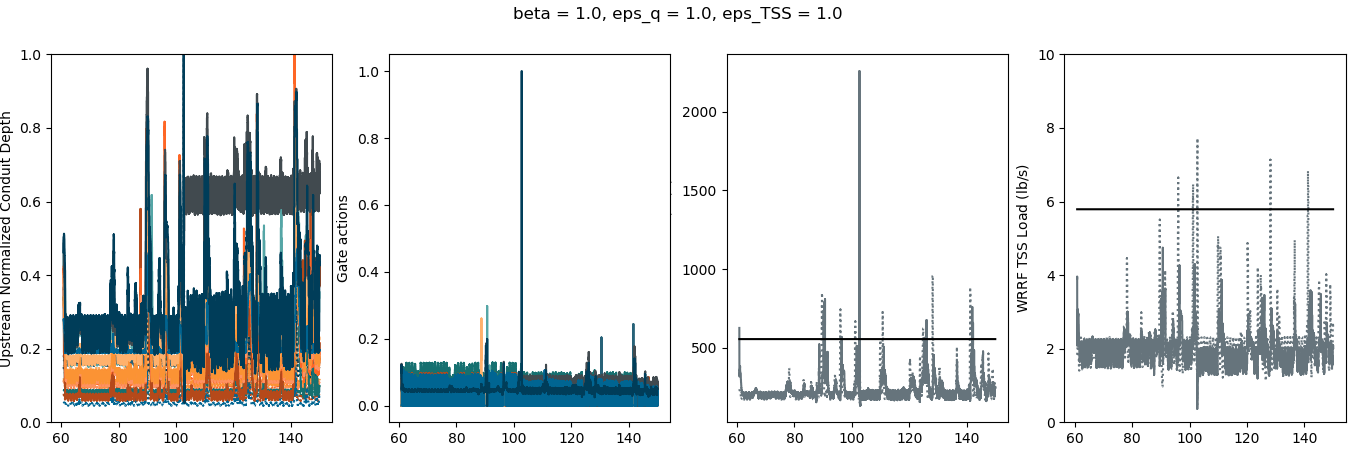 beta = 1.0, eps_q = 1.0, eps_TSS = 1.0
Upstream Normalized Conduit Depth
1.0
0.8
0.6
0.4
0.2
0.0
60 80 100 120 140
Gate actions
1.0
0.8
0.6
0.4
0.2
0.0
60 80 100 120 140
2000
1500
1000
500
60 80 100 120 140
WRRF TSS Load (lb/s)
10
8
6
4
2
0
60 80 100 120 140